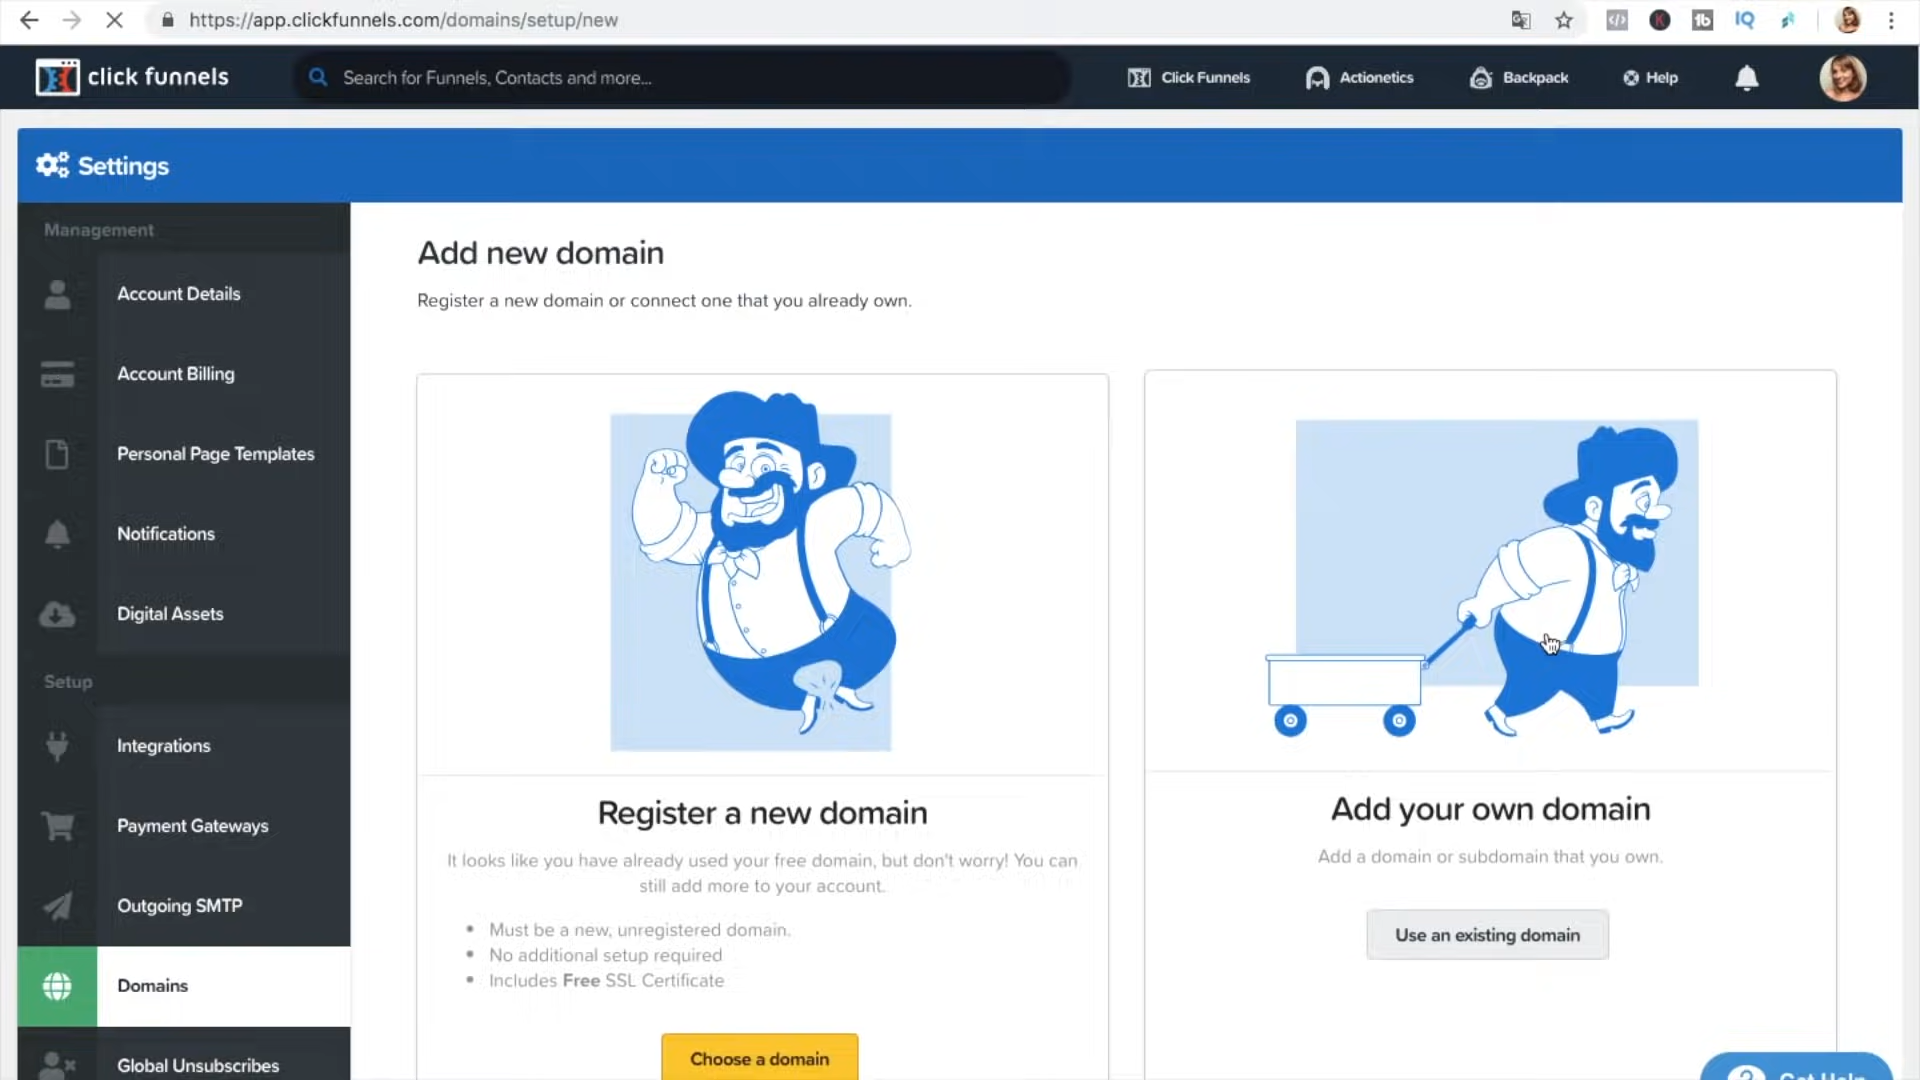 https://app.clickfunnels.com/domains/setup/new
click funnels
Search for Funnels, Contacts and more...
Click Funnels
Actionetics
Backpack
Help
Settings
Management
Account Details
Account Billing
Personal Page Templates
Notifications
Digital Assets
Setup
Integrations
Payment Gateways
Outgoing SMTP
Domains
Global Unsubscribes
Add new domain
Register a new domain or connect one that you already own.
Register a new domain
It looks like you have already used your free domain, but don't worry! You can
still add more to your account.
• Must be a new, unregistered domain.
• No additional setup required
• Includes Free SSL Certificate
Choose a domain
Add your own domain
Add a domain or subdomain that you own.
Use an existing domain
Get Help